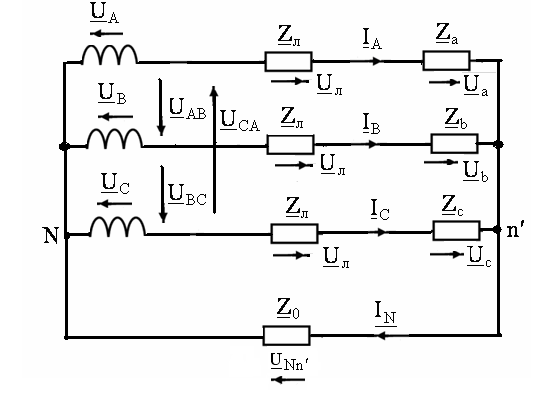 U_A Z_л I_A Z_a
U_л U_a
U_B U_AB U_CA Z_л I_B Z_b
U_л U_b
U_C U_BC Z_л I_C Z_c
N n′
U_л U_c
Z_0 I_N
U_Nn′